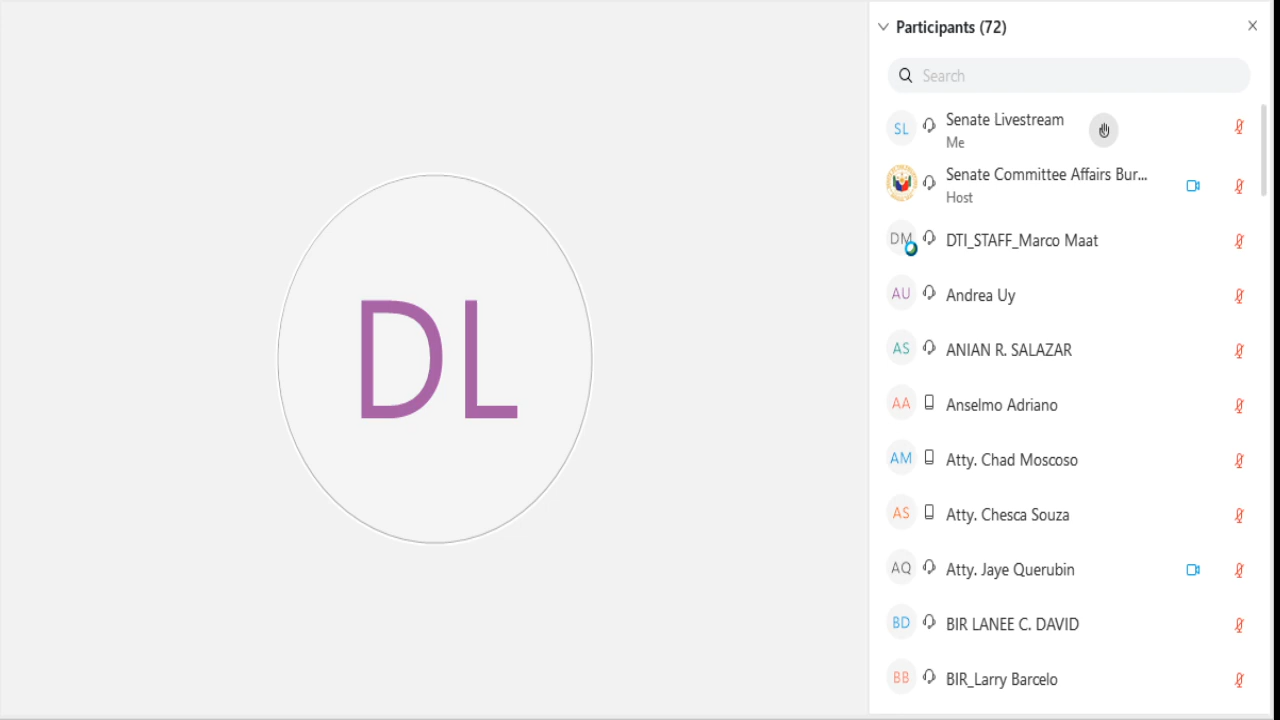 DL
Participants (72)
Search
SL
Senate Livestream
Me
Senate Committee Affairs Bur...
Host
DM
DTI_STAFF_Marco Maat
AU
Andrea Uy
AS
ANIAN R. SALAZAR
AA
Anselmo Adriano
AM
Atty. Chad Moscoso
AS
Atty. Chesca Souza
AQ
Atty. Jaye Querubin
BD
BIR LANEE C. DAVID
BB
BIR_Larry Barcelo